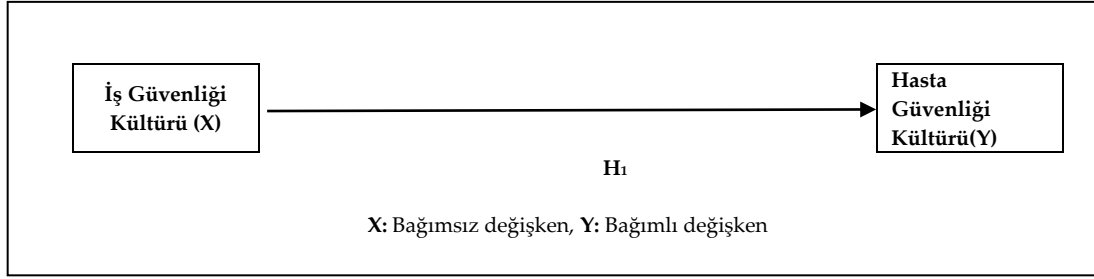 İş Güvenliği
Kültürü (X)
Hasta
Güvenliği
Kültürü(Y)
H1
X: Bağımsız değişken, Y: Bağımlı değişken